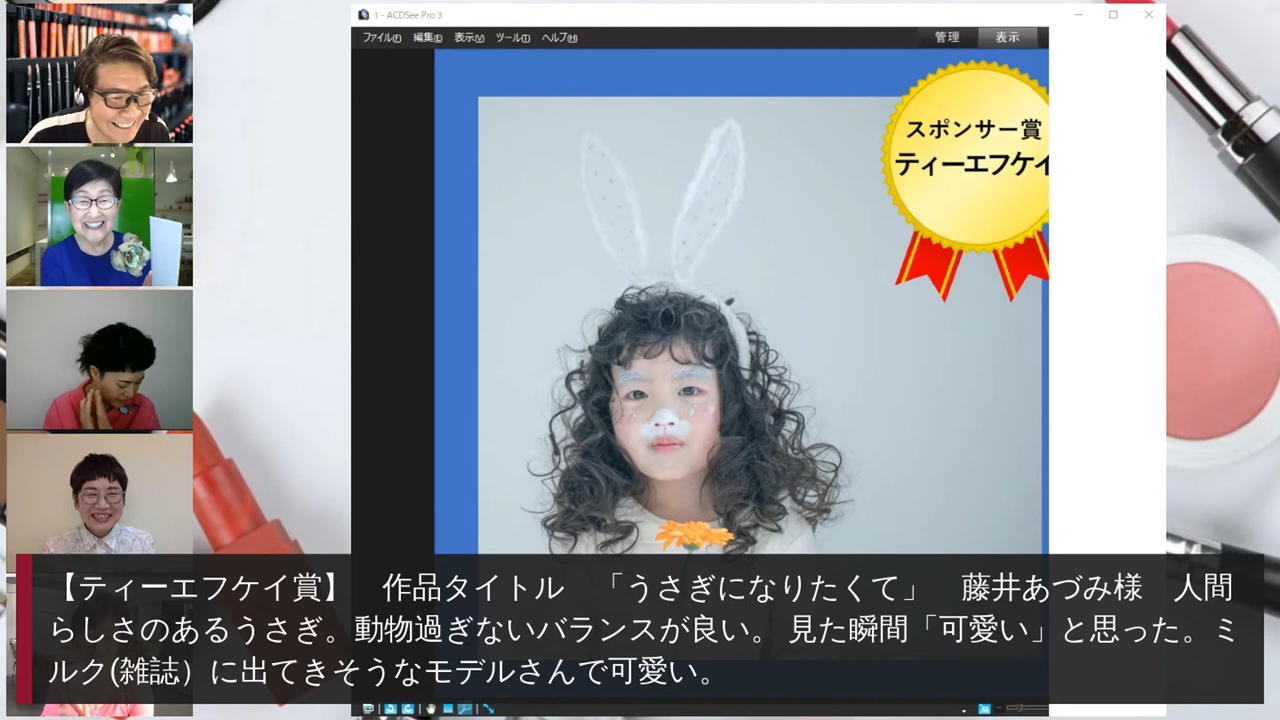 1 - ACDSee Pro 3
ファイル(F) 編集(E) 表示(V) ツール(T) ヘルプ(H)
管理 表示
スポンサー賞
ティーエフケイ
【ティーエフケイ賞】　作品タイトル　「うさぎになりたくて」　藤井あづみ様　人間
らしさのあるうさぎ。動物過ぎないバランスが良い。 見た瞬間「可愛い」と思った。ミ
ルク(雑誌）に出てきそうなモデルさんで可愛い。